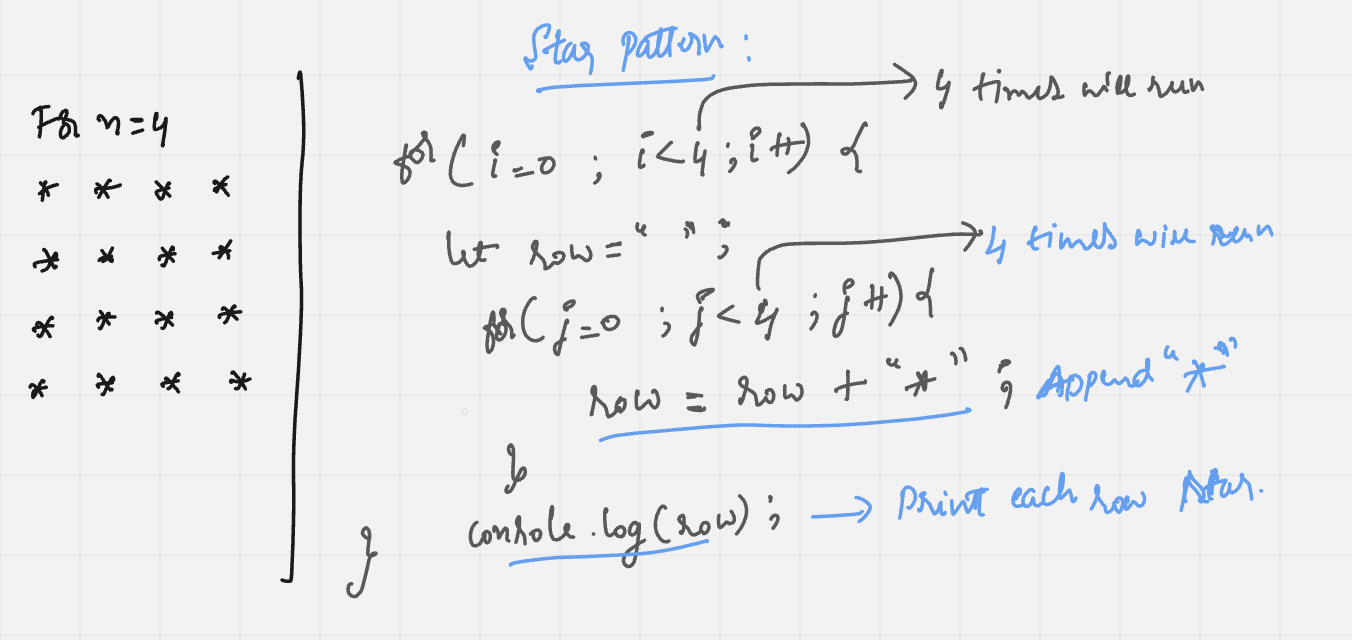 Star pattern :
For n=4
* * * *
* * * *
* * * *
* * * *
4 times will run
for ( i=0 ; i<4 ; i++) {
let row = “ ” ;
4 times will run
for ( j=0 ; j<4 ; j++) {
row = row + “*” ; Append “*”
}
console.log(row) ; → Print each row star.
}